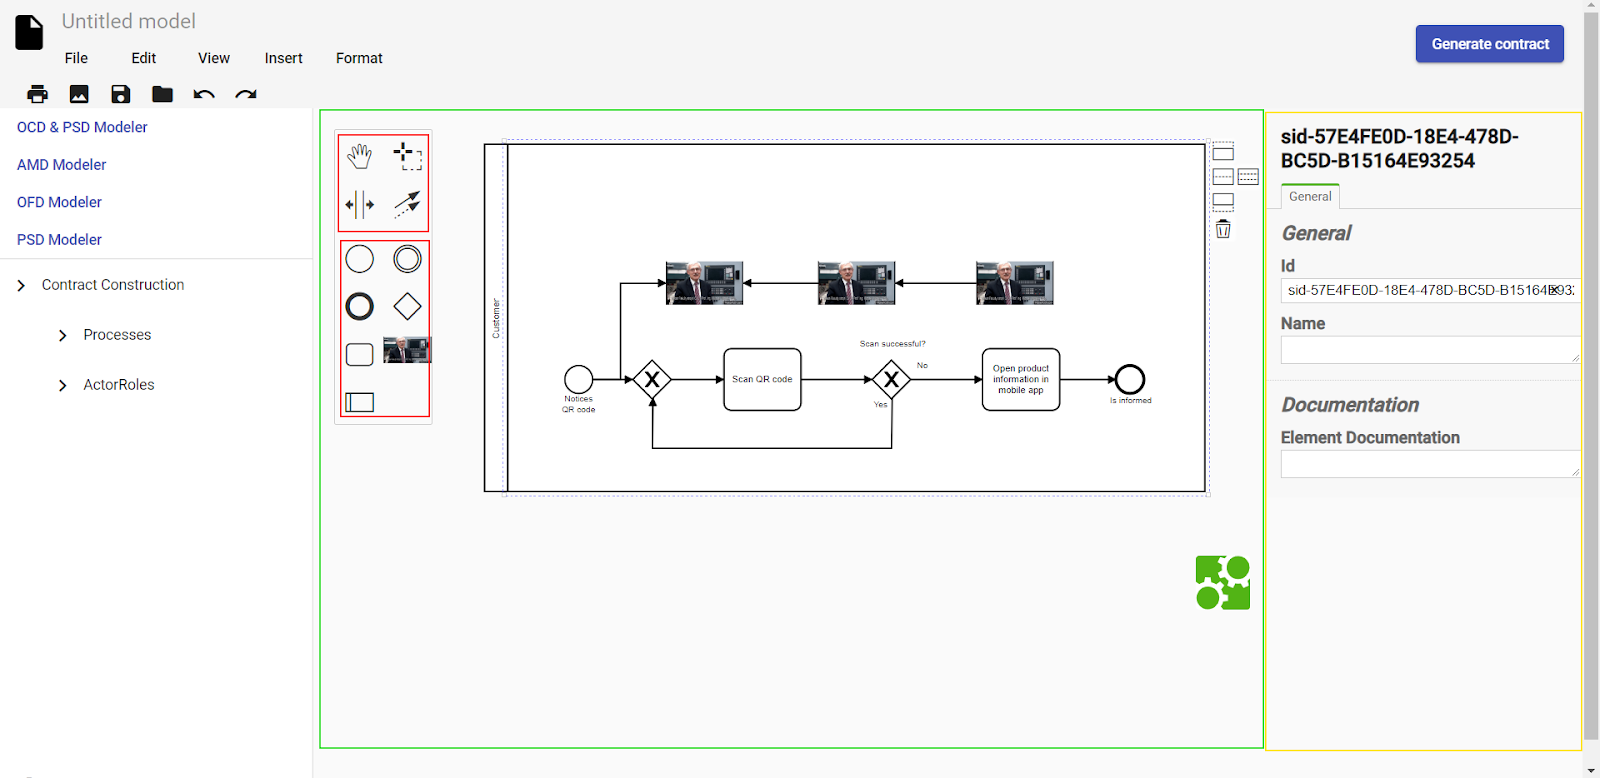 Untitled model
File Edit View Insert Format
Generate contract
OCD & PSD Modeler
AMD Modeler
OFD Modeler
PSD Modeler
Contract Construction
Processes
ActorRoles
Customer
Notices
QR code
Scan QR code
Scan successful?
No
Yes
Open product
information in
mobile app
Is informed
sid-57E4FE0D-18E4-478D-
BC5D-B15164E93254
General
General
Id
sid-57E4FE0D-18E4-478D-BC5D-B15164E932
Name
Documentation
Element Documentation